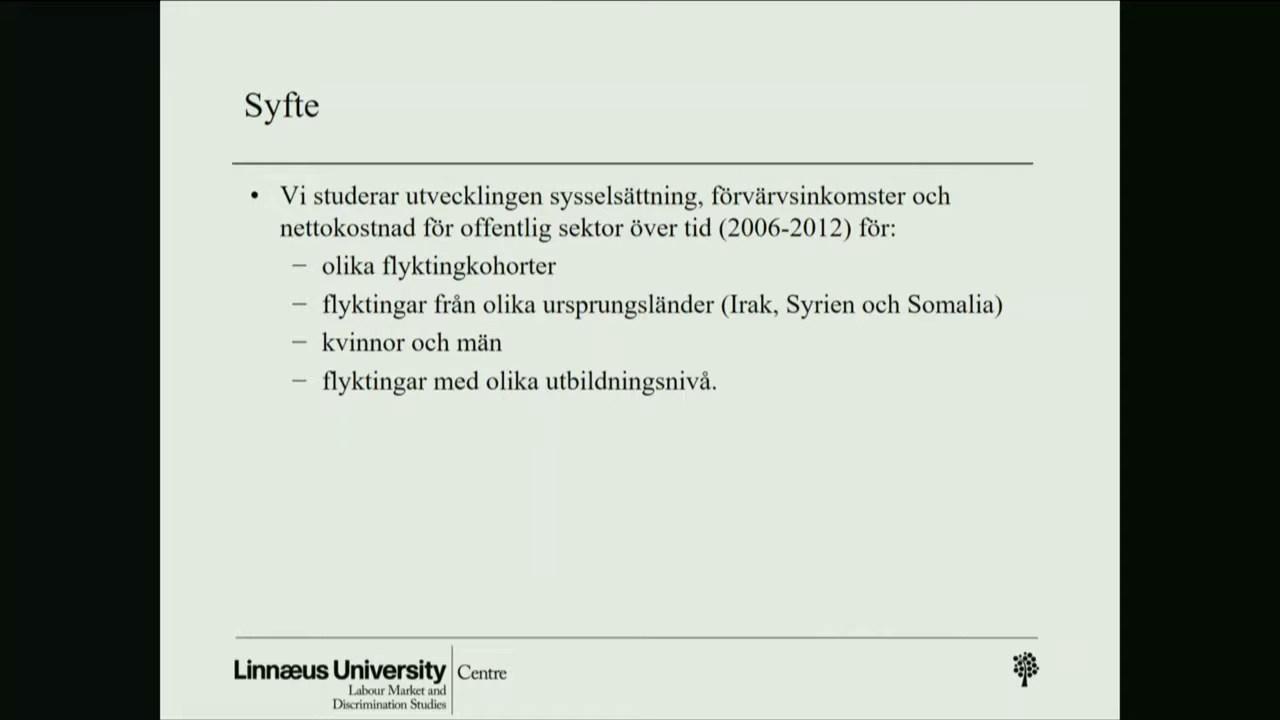 Syfte
• Vi studerar utvecklingen sysselsättning, förvärvsinkomster och
nettokostnad för offentlig sektor över tid (2006-2012) för:
– olika flyktingkohorter
– flyktingar från olika ursprungsländer (Irak, Syrien och Somalia)
– kvinnor och män
– flyktingar med olika utbildningsnivå.
Linnæus University Centre
Labour Market and
Discrimination Studies